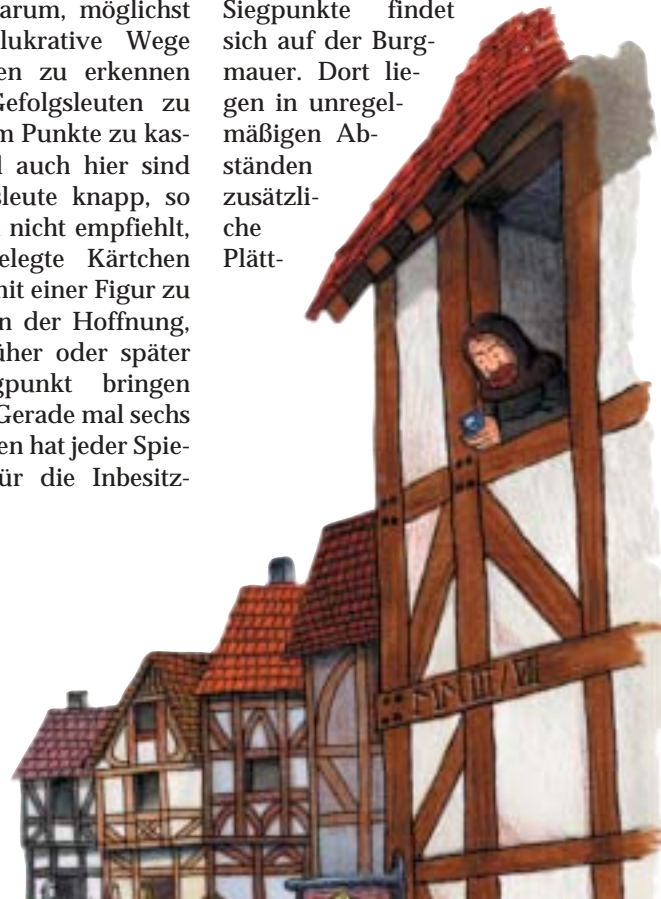 arum, möglichst
lukrative Wege
en zu erkennen
Gefolgsleuten zu
m Punkte zu kas-
auch hier sind
sleute knapp, so
nicht empfiehlt,
elegte Kärtchen
mit einer Figur zu
n der Hoffnung,
üher oder später
gpunkt bringen
Gerade mal sechs
en hat jeder Spie-
ür die Inbesitz-
Siegpunkte findet
sich auf der Burg-
mauer. Dort lie-
gen in unregel-
mäßigen Ab-
ständen
zusätzli-
che
Plätt-